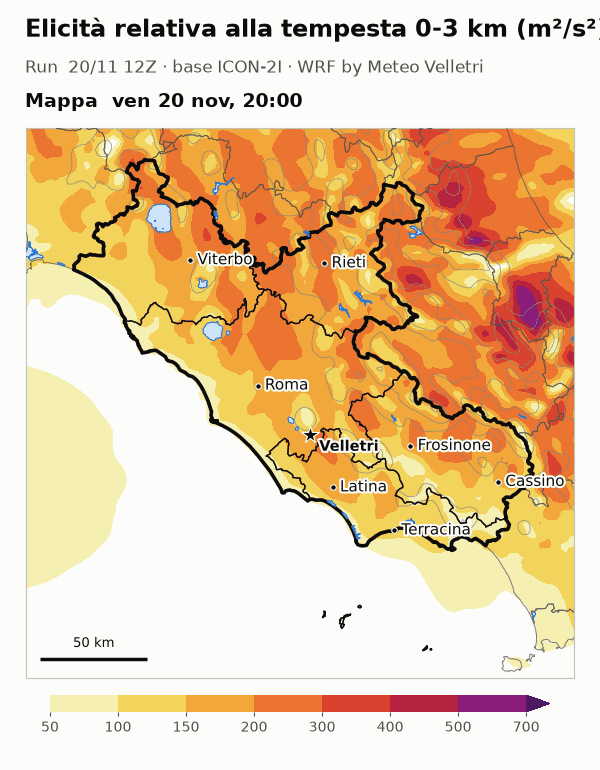 Elicità relativa alla tempesta 0-3 km (m²/s²)
Run  20/11 12Z · base ICON-2I · WRF by Meteo Velletri
Mappa  ven 20 nov, 20:00
Viterbo
Rieti
Roma
Velletri
Frosinone
Latina
Cassino
Terracina
50 km
50 100 150 200 300 400 500 700